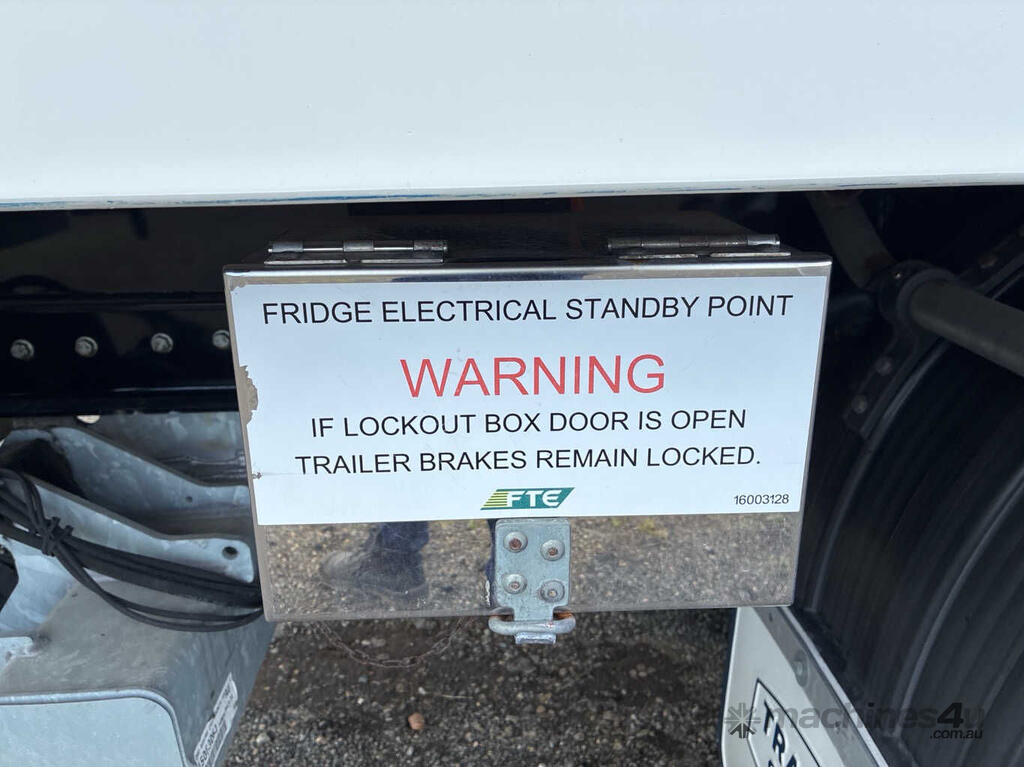 FRIDGE ELECTRICAL STANDBY POINT
WARNING
IF LOCKOUT BOX DOOR IS OPEN
TRAILER BRAKES REMAIN LOCKED.
FTE
16003128
machines4u
.com.au